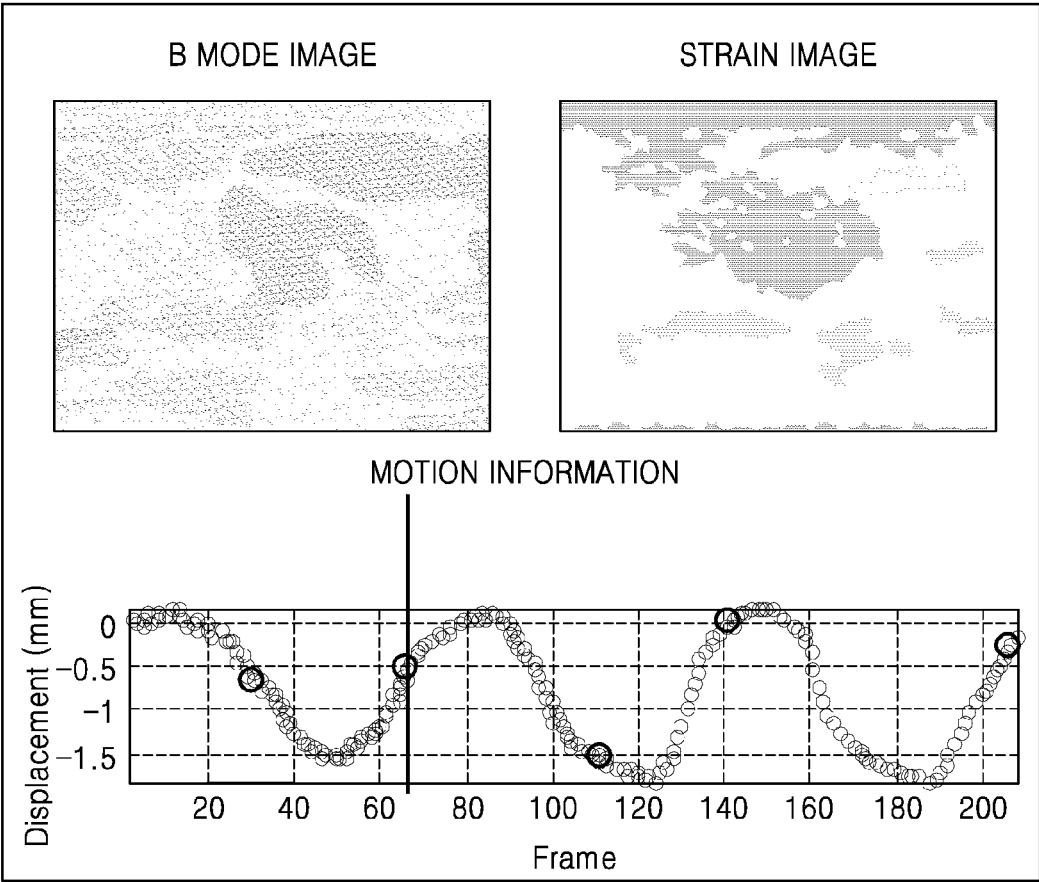 B MODE IMAGE
STRAIN IMAGE
MOTION INFORMATION
Displacement (mm)
0
-0.5
-1
-1.5
20 40 60 80 100 120 140 160 180 200
Frame